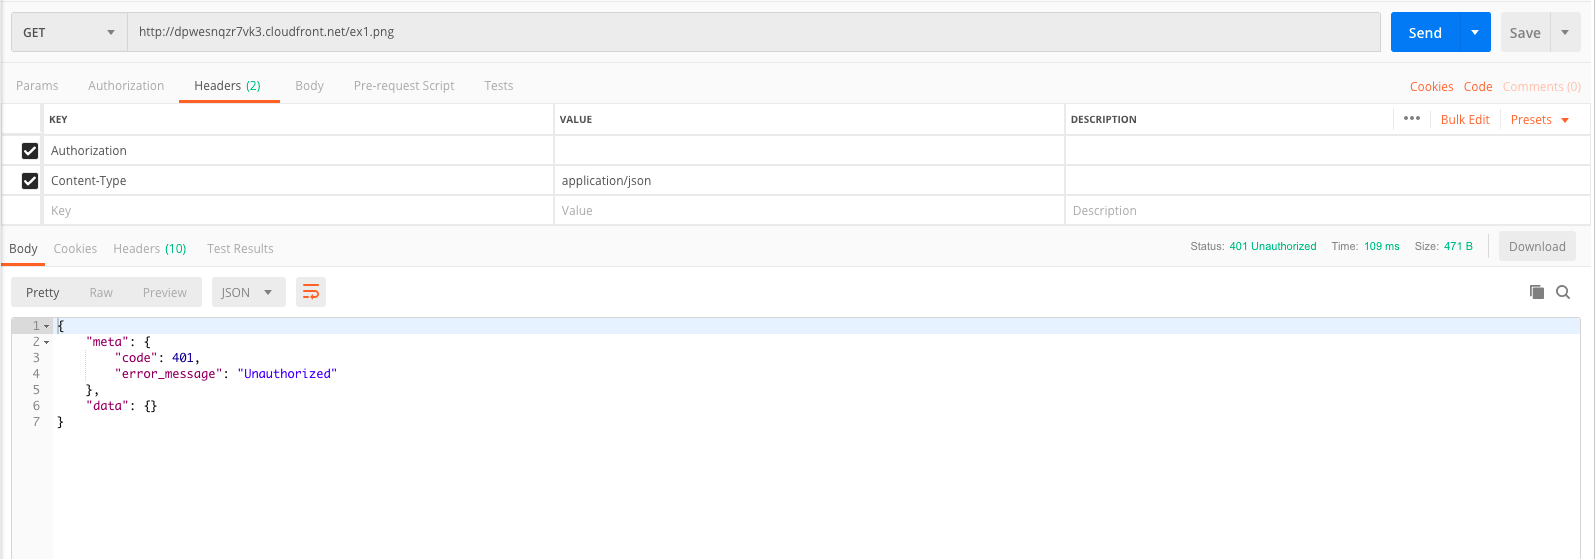 GET http://dpwesnqzr7vk3.cloudfront.net/ex1.png Send Save
Params Authorization Headers (2) Body Pre-request Script Tests Cookies Code Comments (0)
KEY VALUE DESCRIPTION ••• Bulk Edit Presets
Authorization
Content-Type application/json
Key Value Description
Body Cookies Headers (10) Test Results Status: 401 Unauthorized Time: 109 ms Size: 471 B Download
Pretty Raw Preview JSON
1 {
2 "meta": {
3 "code": 401,
4 "error_message": "Unauthorized"
5 },
6 "data": {}
7 }